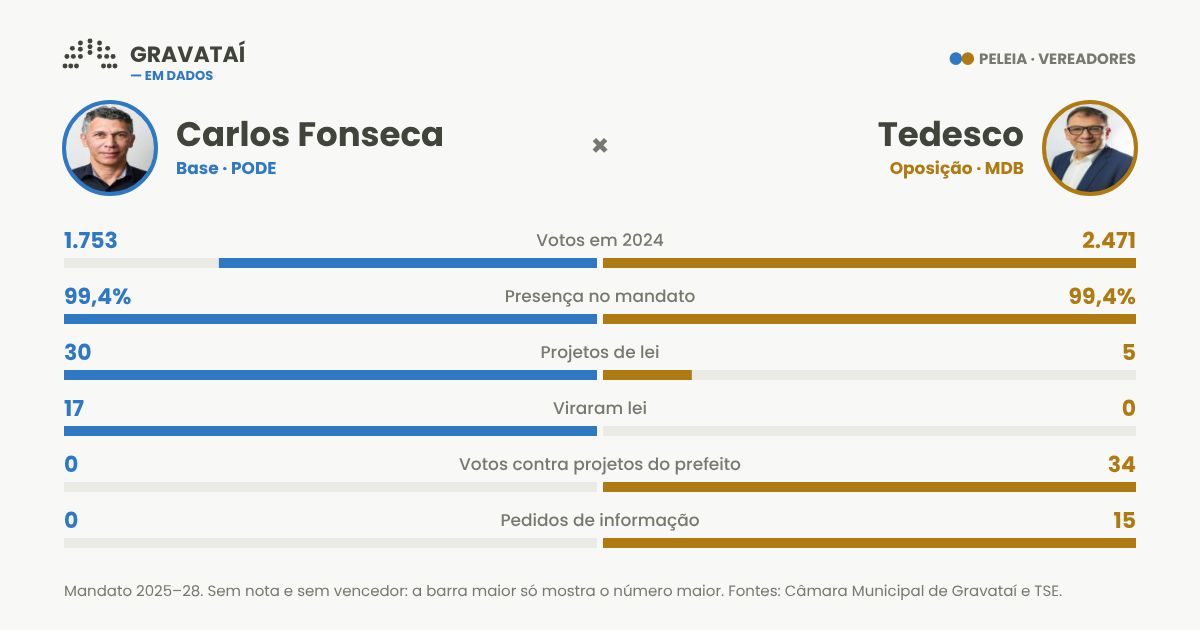 GRAVATAÍ
— EM DADOS
PELEIA · VEREADORES
Carlos Fonseca
Base · PODE
×
Tedesco
Oposição · MDB
1.753 Votos em 2024 2.471
99,4% Presença no mandato 99,4%
30 Projetos de lei 5
17 Viraram lei 0
0 Votos contra projetos do prefeito 34
0 Pedidos de informação 15
Mandato 2025–28. Sem nota e sem vencedor: a barra maior só mostra o número maior. Fontes: Câmara Municipal de Gravataí e TSE.